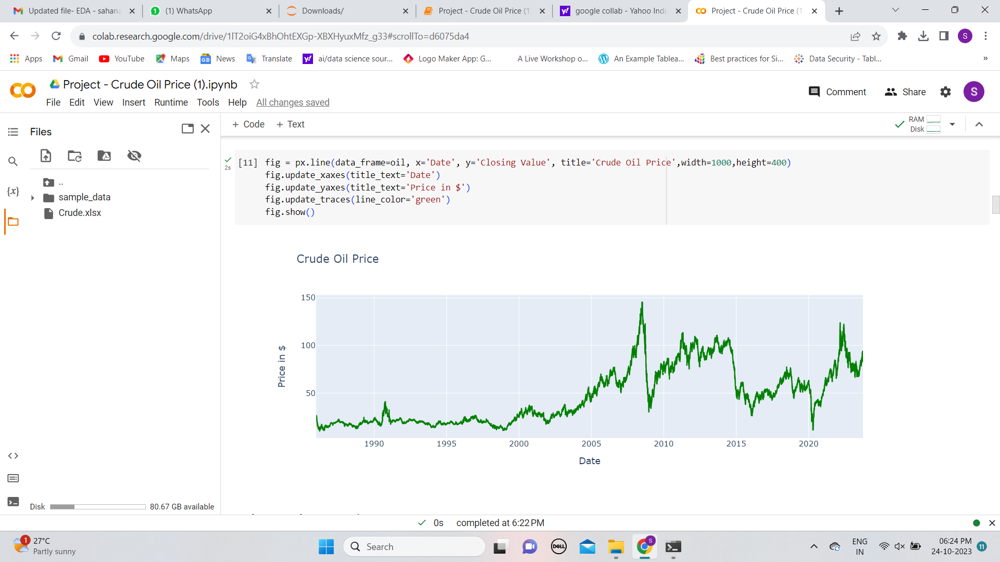 Updated file- EDA - sahana
(1) WhatsApp
Downloads/
Project - Crude Oil Price (1
google collab - Yahoo Indi
Project - Crude Oil Price (1
colab.research.google.com/drive/1lT2oiG4xBhOhtEXGp-XBXHyuxMfz_g33#scrollTo=d6075da4
S
Apps
Gmail
YouTube
Maps
News
Translate
ai/data science sour...
Logo Maker App: G...
A Live Workshop o...
An Example Tablea...
Best practices for Si...
Data Security - Tabl...
»
Project - Crude Oil Price (1).ipynb
File Edit View Insert Runtime Tools Help All changes saved
Comment
Share
S
Files
+ Code + Text
RAM
Disk
..
sample_data
Crude.xlsx
{x}
2s
[11] fig = px.line(data_frame=oil, x='Date', y='Closing Value', title='Crude Oil Price',width=1000,height=400)
fig.update_xaxes(title_text='Date')
fig.update_yaxes(title_text='Price in $')
fig.update_traces(line_color='green')
fig.show()
Crude Oil Price
150
100
50
Price in $
1990 1995 2000 2005 2010 2015 2020
Date
Disk 80.67 GB available
0s completed at 6:22 PM
1
27°C
Partly sunny
Search
DELL
S
ENG
IN
06:24 PM
24-10-2023
11